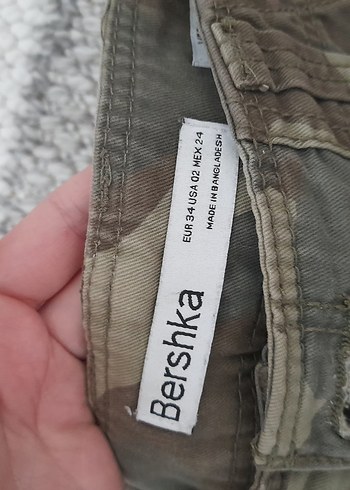 Bershka
EUR 34 USA 02 MEX 24
MADE IN BANGLADESH